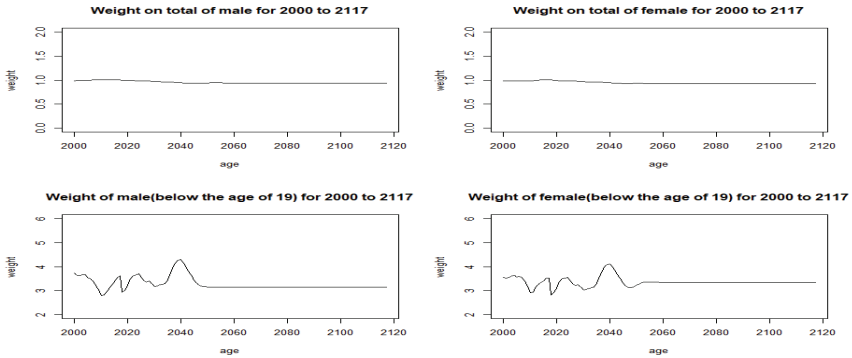 Weight on total of male for 2000 to 2117
weight
0.0 0.5 1.0 1.5 2.0
2000 2020 2040 2060 2080 2100 2120
age
Weight on total of female for 2000 to 2117
weight
0.0 0.5 1.0 1.5 2.0
2000 2020 2040 2060 2080 2100 2120
age
Weight of male(below the age of 19) for 2000 to 2117
weight
2 3 4 5 6
2000 2020 2040 2060 2080 2100 2120
age
Weight of female(below the age of 19) for 2000 to 2117
weight
2 3 4 5 6
2000 2020 2040 2060 2080 2100 2120
age